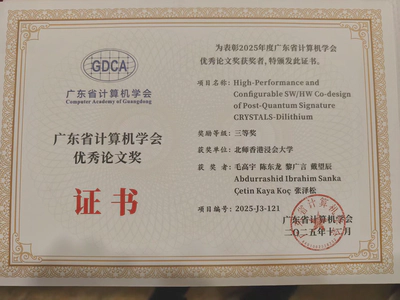 GDCA
广东省计算机学会
Computer Academy of Guangdong
广东省计算机学会
优秀论文奖
证书
为表彰2025年度广东省计算机学会
优秀论文奖获奖者,特颁发此证书。
项目名称:High-Performance and
Configurable SW/HW Co-design
of Post-Quantum Signature
CRYSTALS-Dilithium
奖励等级:三等奖
获奖单位:北师香港浸会大学
获奖者:毛高宇 陈东龙 黎广言 戴望辰
Abdurrashid Ibrahim Sanka
Çetin Kaya Koç 张泽松
项目编号:2025-J3-121
广东省计算机学会
二〇二五年十二月